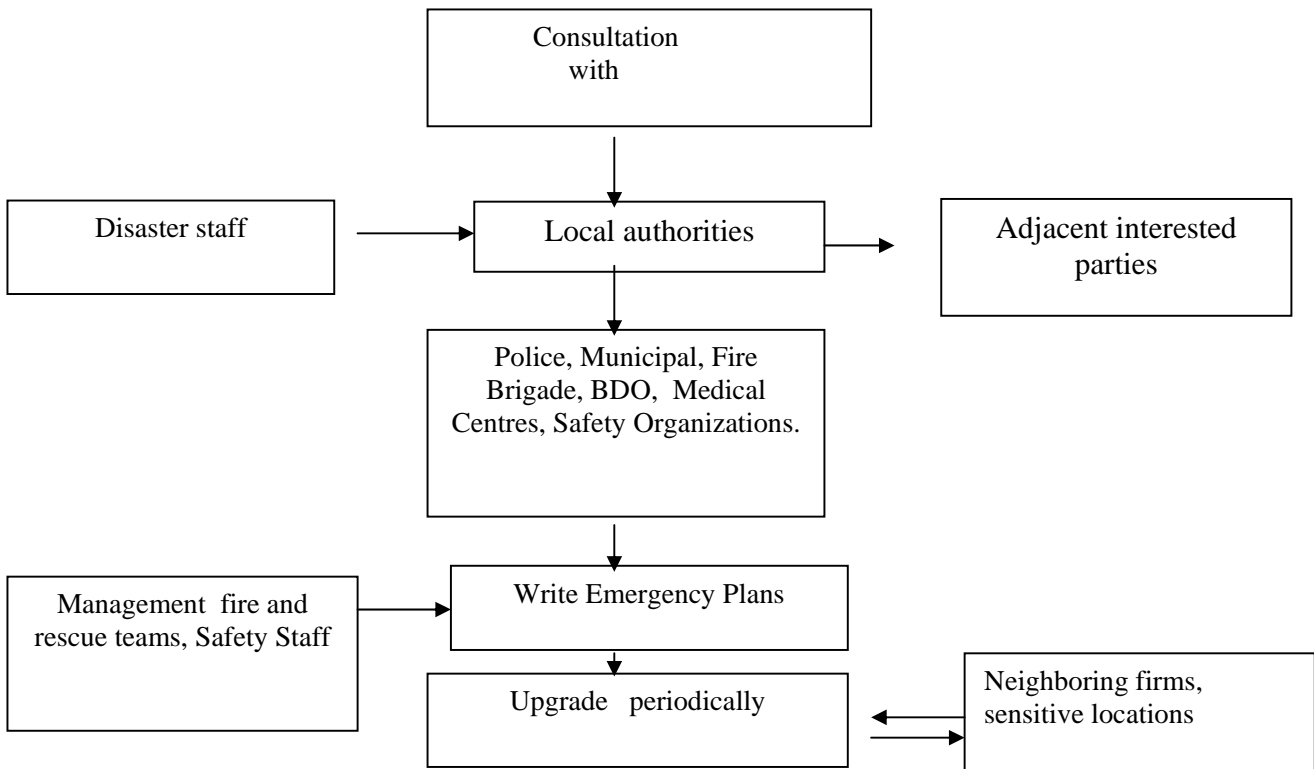 Consultation
with
Disaster staff
Local authorities
Adjacent interested
parties
Police, Municipal, Fire
Brigade, BDO, Medical
Centres, Safety Organizations.
Management fire and
rescue teams, Safety Staff
Write Emergency Plans
Upgrade periodically
Neighboring firms,
sensitive locations